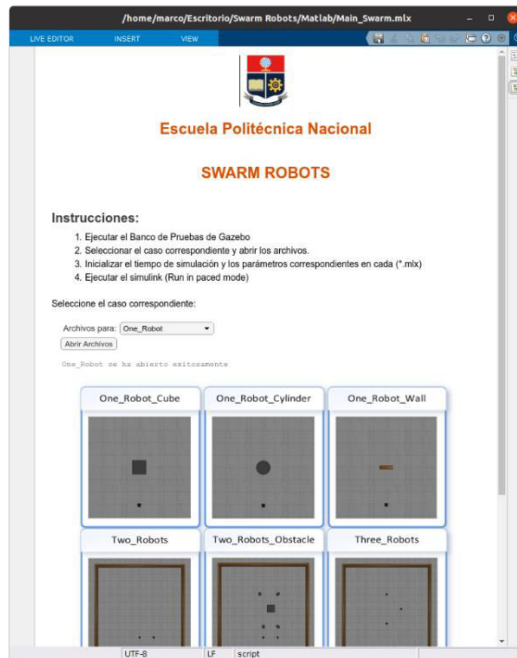 /home/marco/Escritorio/Swarm Robots/Matlab/Main_Swarm.mlx
LIVE EDITOR INSERT VIEW
Escuela Politécnica Nacional
SWARM ROBOTS
Instrucciones:
1. Ejecutar el Banco de Pruebas de Gazebo
2. Seleccionar el caso correspondiente y abrir los archivos.
3. Inicializar el tiempo de simulación y los parámetros correspondientes en cada (*.mlx)
4. Ejecutar el simulink (Run in paced mode)
Seleccione el caso correspondiente:
Archivos para: One_Robot
Abrir Archivos
One_Robot se ha abierto exitosamente
One_Robot_Cube One_Robot_Cylinder One_Robot_Wall
Two_Robots Two_Robots_Obstacle Three_Robots
UTF-8 LF script